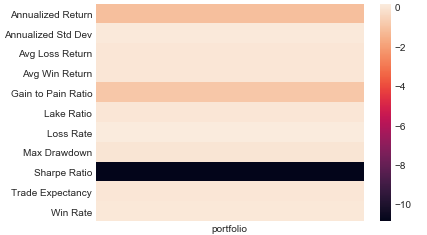 Annualized Return
Annualized Std Dev
Avg Loss Return
Avg Win Return
Gain to Pain Ratio
Lake Ratio
Loss Rate
Max Drawdown
Sharpe Ratio
Trade Expectancy
Win Rate
portfolio
0
−2
−4
−6
−8
−10